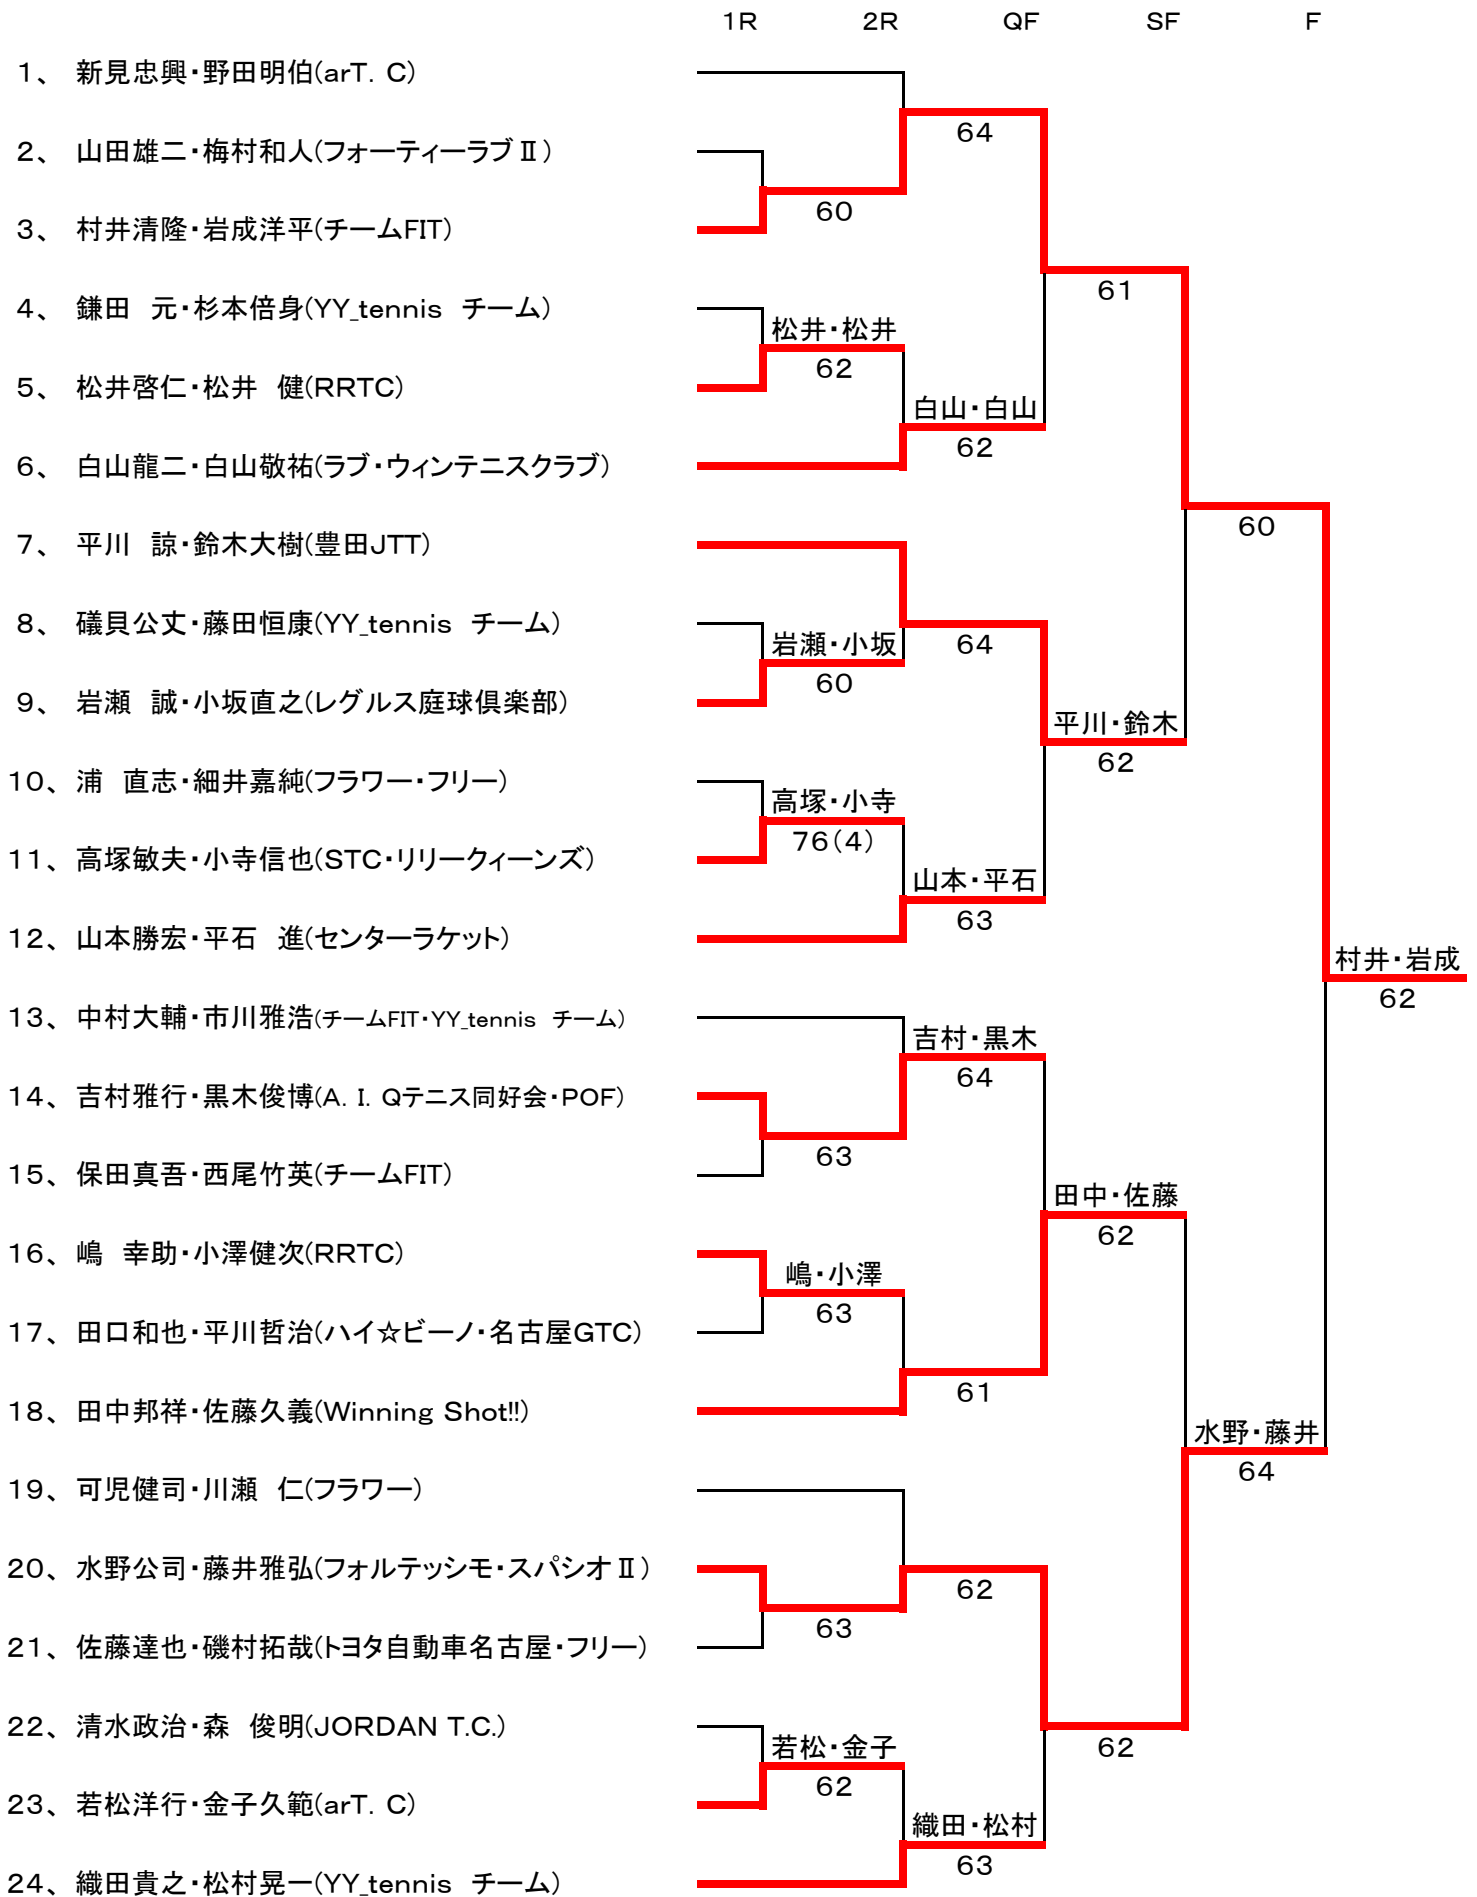 1R 2R QF SF F
1、 新見忠興・野田明伯(arT. C)
64
2、 山田雄二・梅村和人(フォーティーラブⅡ)
60
3、 村井清隆・岩成洋平(チームFIT)
61
4、 鎌田　元・杉本倍身(YY_tennis　チーム)
松井・松井
62
5、 松井啓仁・松井　健(RRTC)
白山・白山
62
6、 白山龍二・白山敬祐(ラブ・ウィンテニスクラブ)
60
7、 平川　諒・鈴木大樹(豊田JTT)
8、 礒貝公丈・藤田恒康(YY_tennis　チーム)
岩瀬・小坂
64
60
9、 岩瀬　誠・小坂直之(レグルス庭球倶楽部)
平川・鈴木
62
10、 浦　直志・細井嘉純(フラワー・フリー)
高塚・小寺
76(4)
11、 高塚敏夫・小寺信也(STC・リリークィーンズ)
山本・平石
63
12、 山本勝宏・平石　進(センターラケット)
村井・岩成
62
13、 中村大輔・市川雅浩(チームFIT・YY_tennis　チーム)
吉村・黒木
64
14、 吉村雅行・黒木俊博(A. I. Qテニス同好会・POF)
63
15、 保田真吾・西尾竹英(チームFIT)
田中・佐藤
62
16、 嶋　幸助・小澤健次(RRTC)
嶋・小澤
63
17、 田口和也・平川哲治(ハイ☆ビーノ・名古屋GTC)
61
18、 田中邦祥・佐藤久義(Winning Shot!!)
水野・藤井
64
19、 可児健司・川瀬　仁(フラワー)
20、 水野公司・藤井雅弘(フォルテッシモ・スパシオⅡ)
62
63
21、 佐藤達也・磯村拓哉(トヨタ自動車名古屋・フリー)
22、 清水政治・森　俊明(JORDAN T.C.)
若松・金子
62
62
23、 若松洋行・金子久範(arT. C)
織田・松村
63
24、 織田貴之・松村晃一(YY_tennis　チーム)